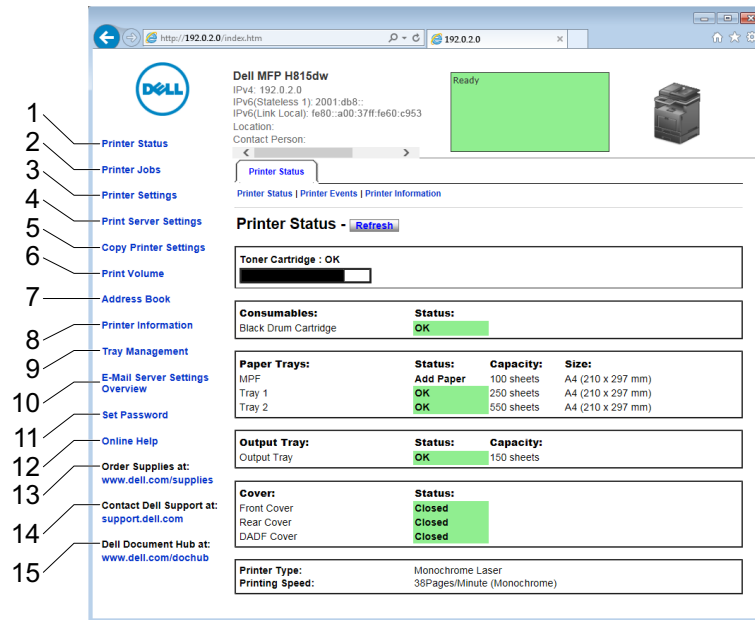 http://192.0.2.0/index.htm
192.0.2.0
DELL
Dell MFP H815dw
IPv4: 192.0.2.0
IPv6(Stateless 1): 2001:db8::
IPv6(Link Local): fe80::a00:37ff:fe60:c953
Location:
Contact Person:
Ready
1
Printer Status
2
Printer Jobs
3
Printer Settings
4
Print Server Settings
5
Copy Printer Settings
6
Print Volume
7
Address Book
8
Printer Information
9
Tray Management
10
E-Mail Server Settings
Overview
11
Set Password
12
Online Help
13
Order Supplies at:
www.dell.com/supplies
14
Contact Dell Support at:
support.dell.com
15
Dell Document Hub at:
www.dell.com/dochub
Printer Status
Printer Status | Printer Events | Printer Information
Printer Status - Refresh
Toner Cartridge : OK
Consumables: Status:
Black Drum Cartridge OK
Paper Trays: Status: Capacity: Size:
MPF Add Paper 100 sheets A4 (210 x 297 mm)
Tray 1 OK 250 sheets A4 (210 x 297 mm)
Tray 2 OK 550 sheets A4 (210 x 297 mm)
Output Tray: Status: Capacity:
Output Tray OK 150 sheets
Cover: Status:
Front Cover Closed
Rear Cover Closed
DADF Cover Closed
Printer Type: Monochrome Laser
Printing Speed: 38Pages/Minute (Monochrome)